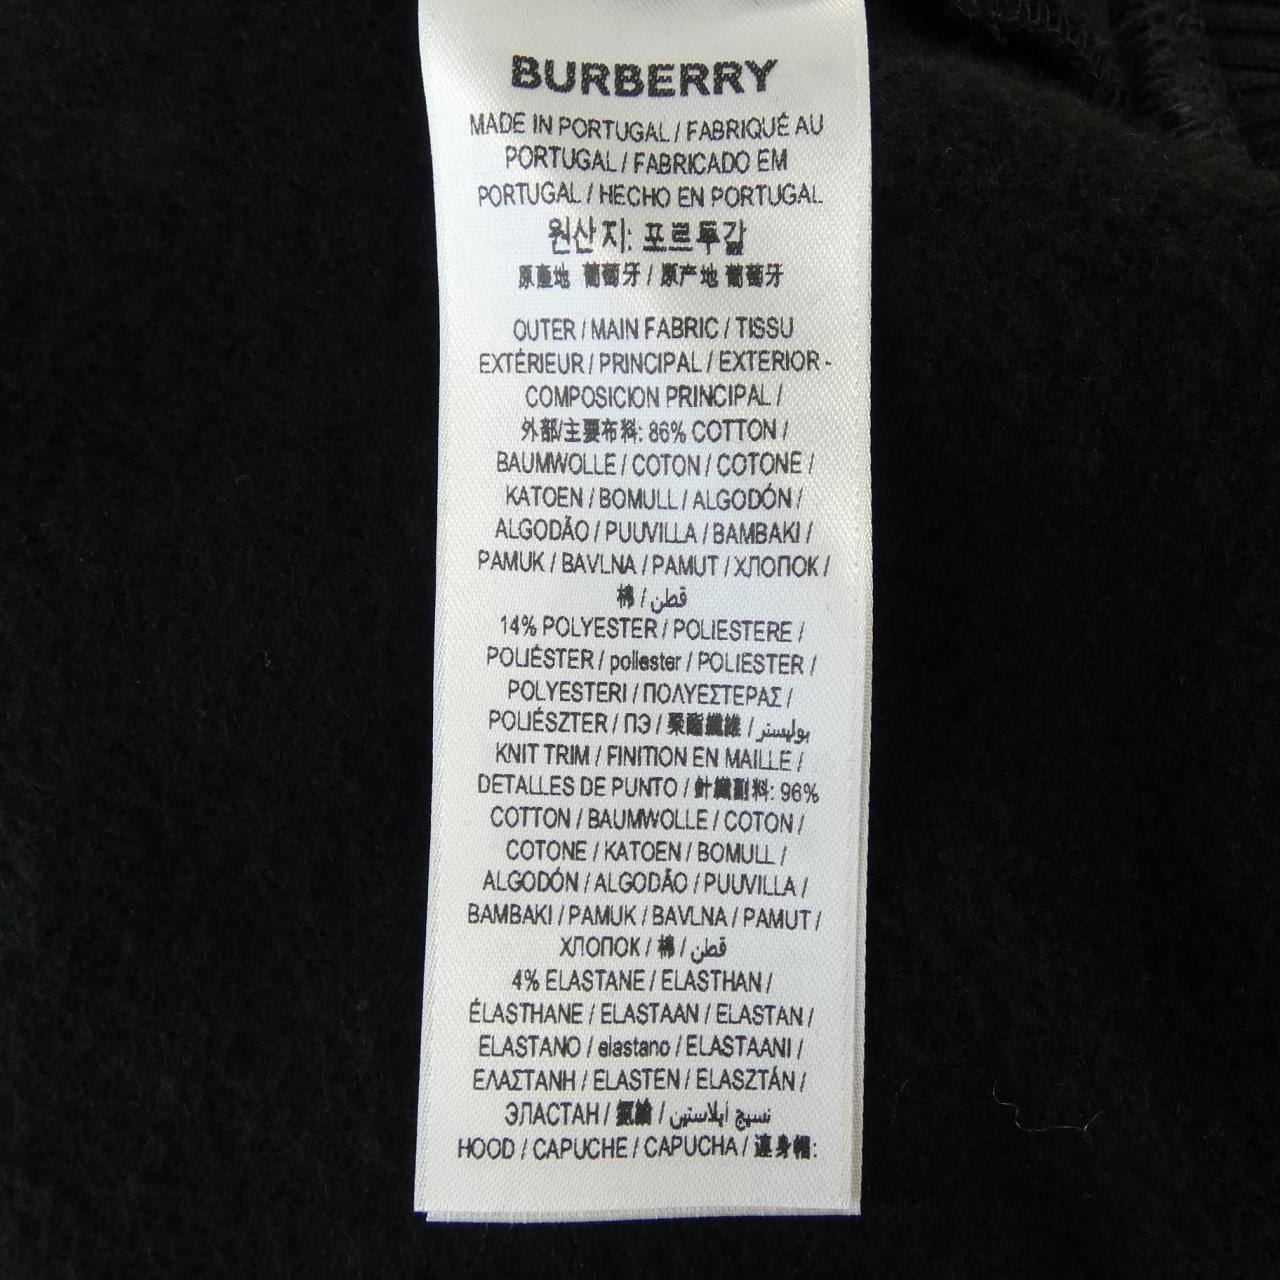 BURBERRY
MADE IN PORTUGAL / FABRIQUÉ AU
PORTUGAL / FABRICADO EM
PORTUGAL / HECHO EN PORTUGAL
원산지: 포르투갈
原產地 葡萄牙 / 原产地 葡萄牙
OUTER / MAIN FABRIC / TISSU
EXTÉRIEUR / PRINCIPAL / EXTERIOR -
COMPOSICION PRINCIPAL /
外部/主要布料: 86% COTTON /
BAUMWOLLE / COTON / COTONE /
KATOEN / BOMULL / ALGODÓN /
ALGODÃO / PUUVILLA / BAMBAKI /
PAMUK / BAVLNA / PAMUT / ХЛОПОК /
棉 / قطن
14% POLYESTER / POLIESTERE /
POLIÉSTER / poliester / POLIESTER /
POLYESTERI / ΠΟΛΥΕΣΤΕΡΑΣ /
POLIÉSZTER / ПЭ / 聚酯纖維 / بوليستر
KNIT TRIM / FINITION EN MAILLE /
DETALLES DE PUNTO / 針織副料: 96%
COTTON / BAUMWOLLE / COTON /
COTONE / KATOEN / BOMULL /
ALGODÓN / ALGODÃO / PUUVILLA /
BAMBAKI / PAMUK / BAVLNA / PAMUT /
ХЛОПОК / 棉 / قطن
4% ELASTANE / ELASTHAN /
ÉLASTHANE / ELASTAAN / ELASTAN /
ELASTANO / elastano / ELASTAANI /
ΕΛΑΣΤΑΝΗ / ELASTEN / ELASZTÁN /
ЭЛАСТАН / 氨綸 / نسيج إيلاستين
HOOD / CAPUCHE / CAPUCHA / 連身帽: